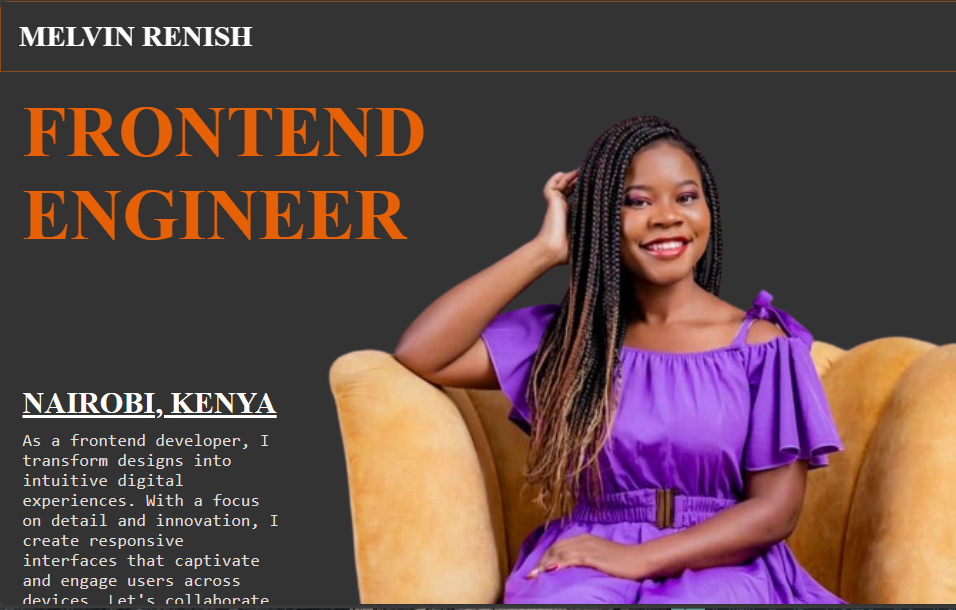 MELVIN RENISH
FRONTEND
ENGINEER
NAIROBI, KENYA
As a frontend developer, I
transform designs into
intuitive digital
experiences. With a focus
on detail and innovation, I
create responsive
interfaces that captivate
and engage users across
devices. Let's collaborate